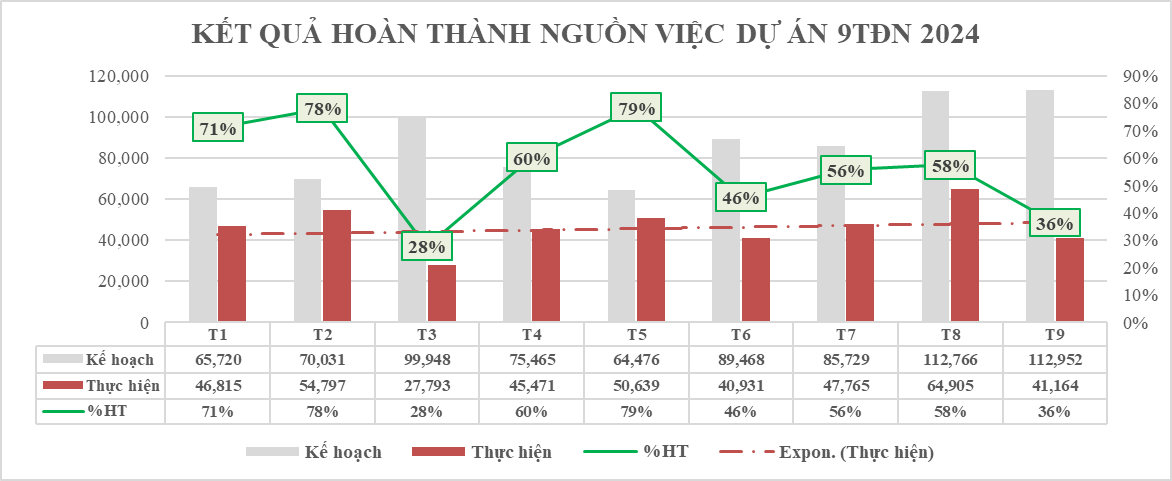 KẾT QUẢ HOÀN THÀNH NGUỒN VIỆC DỰ ÁN 9TĐN 2024
120,000 90%
100,000 80%
80,000 70%
60,000 60%
40,000 50%
20,000 40%
0 30%
20%
10%
0%
71% 78% 28% 60% 79% 46% 56% 58% 36%
T1 T2 T3 T4 T5 T6 T7 T8 T9
Kế hoạch 65,720 70,031 99,948 75,465 64,476 89,468 85,729 112,766 112,952
Thực hiện 46,815 54,797 27,793 45,471 50,639 40,931 47,765 64,905 41,164
%HT 71% 78% 28% 60% 79% 46% 56% 58% 36%
Kế hoạch Thực hiện %HT Expon. (Thực hiện)